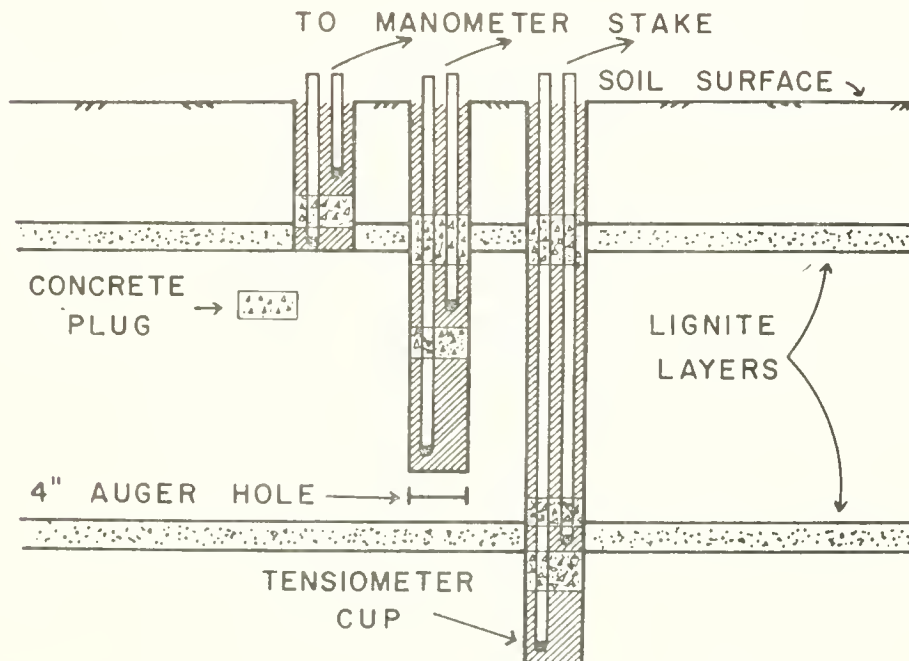 TO MANOMETER STAKE
SOIL SURFACE
CONCRETE
PLUG
LIGNITE
LAYERS
4" AUGER HOLE
TENSIOMETER
CUP